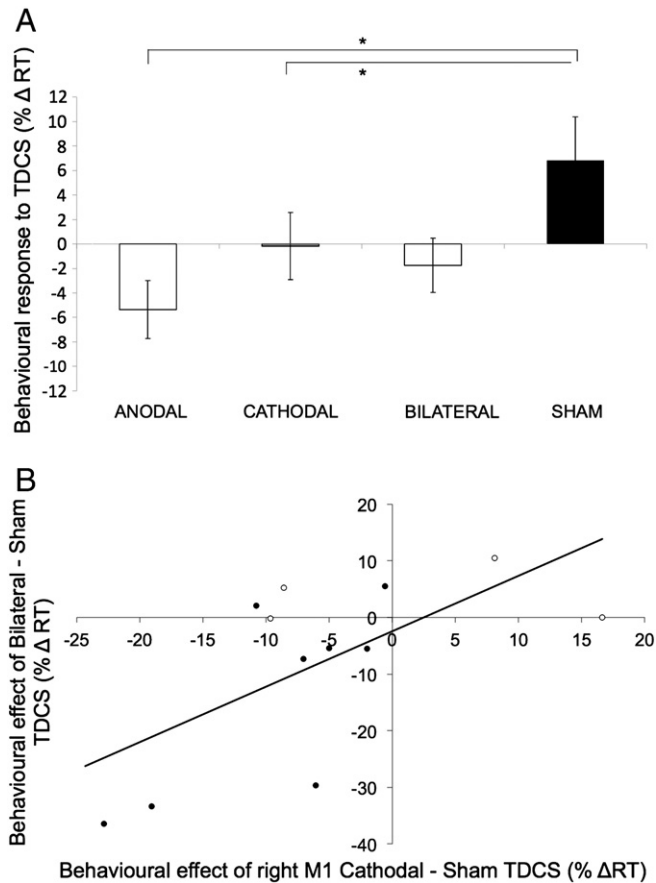 A
*
*
Behavioural response to TDCS (% Δ RT)
12
10
8
6
4
2
0
-2
-4
-6
-8
-10
-12
ANODAL CATHODAL BILATERAL SHAM
B
Behavioural effect of Bilateral - Sham
TDCS (% Δ RT)
20
10
0
-10
-20
-30
-40
-25 -20 -15 -10 -5 0 5 10 15 20
Behavioural effect of right M1 Cathodal - Sham TDCS (% ΔRT)